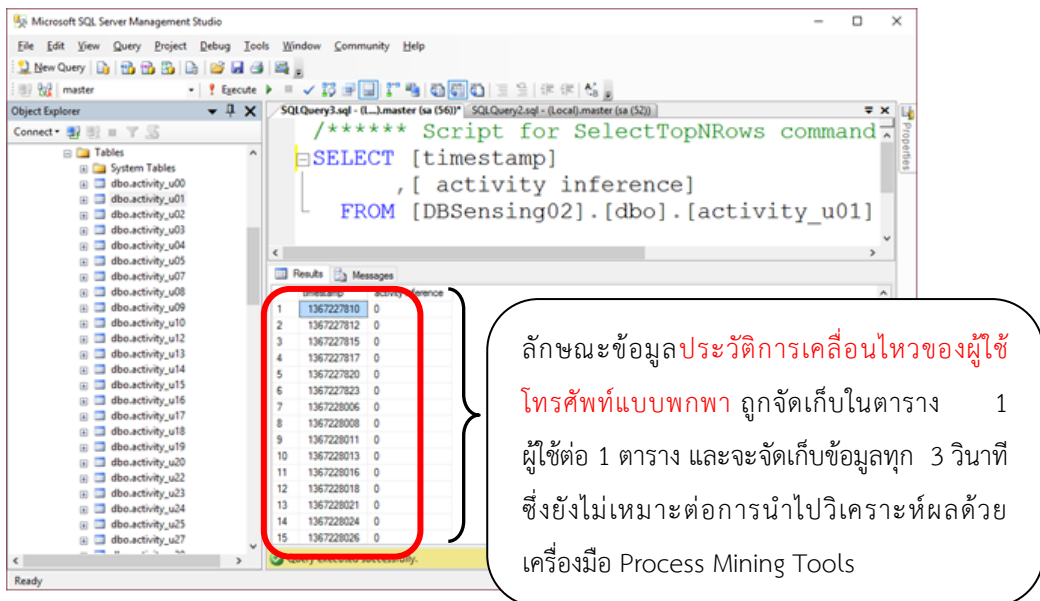 Microsoft SQL Server Management Studio
File Edit View Query Project Debug Tools Window Community Help
New Query
master Execute
Object Explorer
Connect
Tables
System Tables
dbo.activity_u00
dbo.activity_u01
dbo.activity_u02
dbo.activity_u03
dbo.activity_u04
dbo.activity_u05
dbo.activity_u07
dbo.activity_u08
dbo.activity_u09
dbo.activity_u10
dbo.activity_u12
dbo.activity_u13
dbo.activity_u14
dbo.activity_u15
dbo.activity_u16
dbo.activity_u17
dbo.activity_u18
dbo.activity_u19
dbo.activity_u20
dbo.activity_u22
dbo.activity_u23
dbo.activity_u24
dbo.activity_u25
dbo.activity_u27
SQLQuery3.sql - (L...).master (sa (56))* SQLQuery2.sql - (Local).master (sa (52))
Properties
/****** Script for SelectTopNRows command
SELECT [timestamp]
,[ activity inference]
FROM [DBSensing02].[dbo].[activity_u01]
Results Messages
timestamp
1 1367227810 0
2 1367227812 0
3 1367227815 0
4 1367227817 0
5 1367227820 0
6 1367227823 0
7 1367228006 0
8 1367228008 0
9 1367228011 0
10 1367228013 0
11 1367228016 0
12 1367228018 0
13 1367228021 0
14 1367228024 0
15 1367228026 0
Query executed successfully.
Ready
ลักษณะข้อมูลประวัติการเคลื่อนไหวของผู้ใช้
โทรศัพท์แบบพกพา ถูกจัดเก็บในตาราง 1
ผู้ใช้ต่อ 1 ตาราง และจะจัดเก็บข้อมูลทุก 3 วินาที
ซึ่งยังไม่เหมาะต่อการนำไปวิเคราะห์ผลด้วย
เครื่องมือ Process Mining Tools